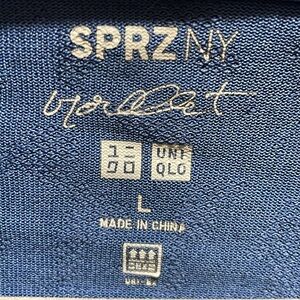 SPRZ NY
ユニ UNI
クロ QLO
L
MADE IN CHINA